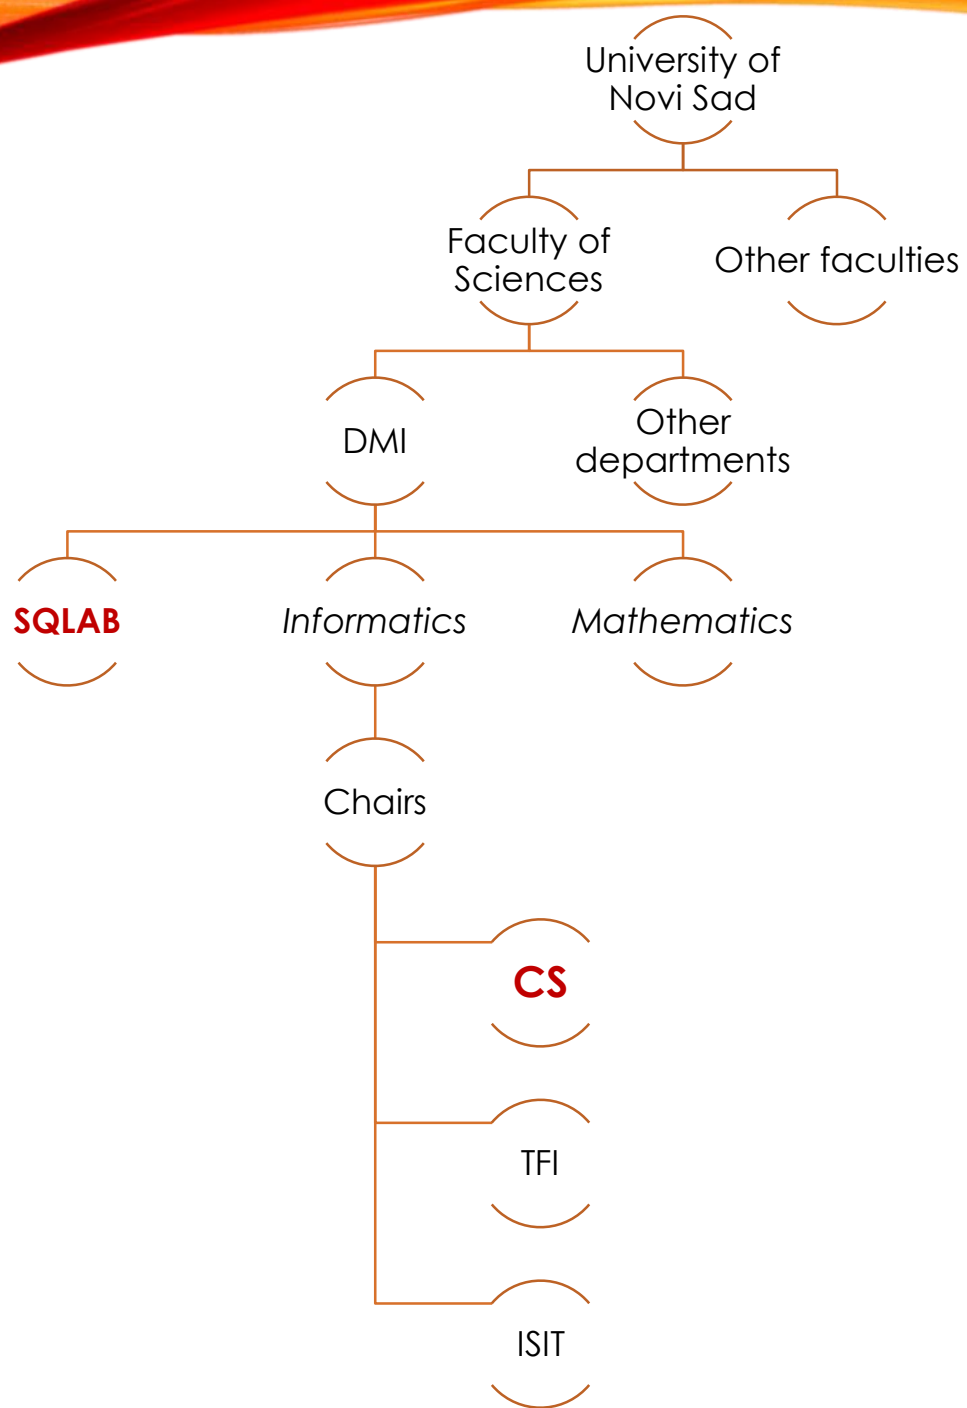 University of
Novi Sad
Faculty of
Sciences
Other faculties
DMI
Other
departments
SQLAB
Informatics
Mathematics
Chairs
CS
TFI
ISIT